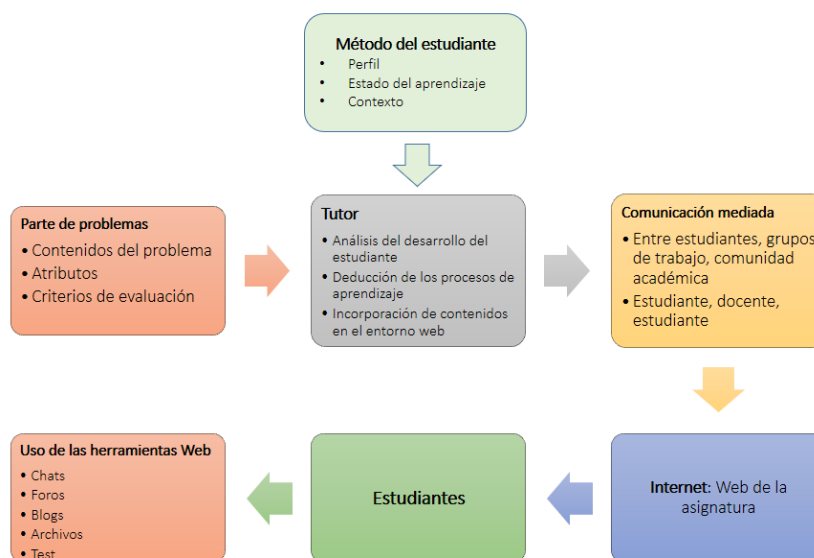 Método del estudiante
• Perfil
• Estado del aprendizaje
• Contexto
Parte de problemas
• Contenidos del problema
• Atributos
• Criterios de evaluación
Tutor
• Análisis del desarrollo del
estudiante
• Deducción de los procesos de
aprendizaje
• Incorporación de contenidos
en el entorno web
Comunicación mediada
• Entre estudiantes, grupos
de trabajo, comunidad
académica
• Estudiante, docente,
estudiante
Uso de las herramientas Web
• Chats
• Foros
• Blogs
• Archivos
• Test
Estudiantes
Internet: Web de la
asignatura